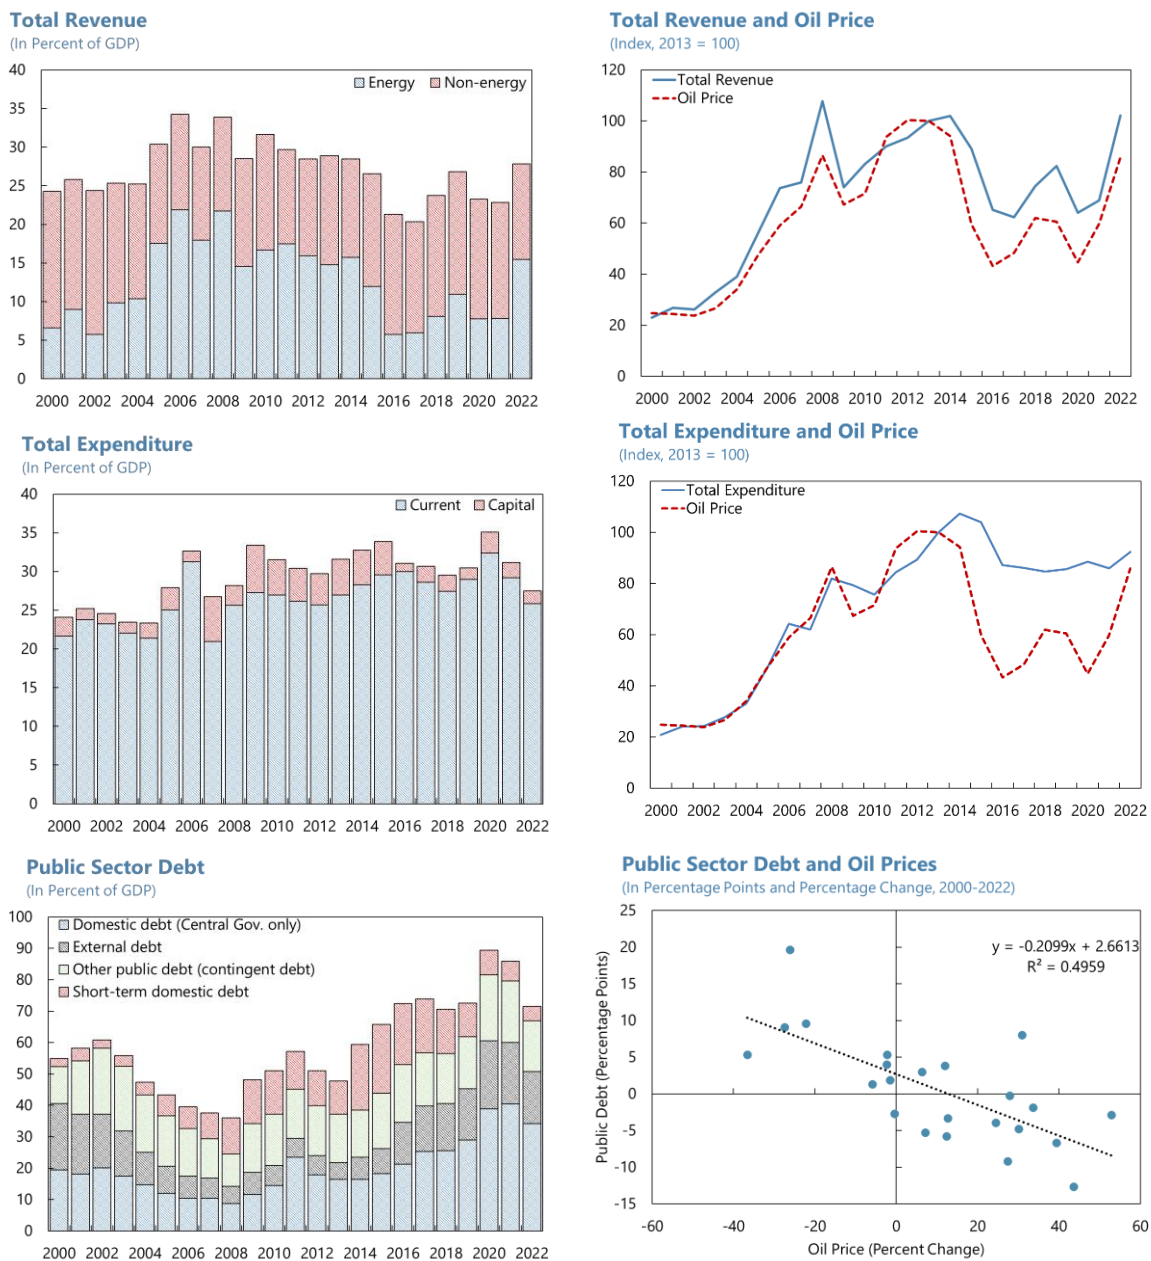 Total Revenue
(In Percent of GDP)
40
35
30
25
20
15
10
5
0
Energy Non-energy
2000 2002 2004 2006 2008 2010 2012 2014 2016 2018 2020 2022
Total Revenue and Oil Price
(Index, 2013 = 100)
120
100
80
60
40
20
0
Total Revenue
Oil Price
2000 2002 2004 2006 2008 2010 2012 2014 2016 2018 2020 2022
Total Expenditure
(In Percent of GDP)
40
35
30
25
20
15
10
5
0
Current Capital
2000 2002 2004 2006 2008 2010 2012 2014 2016 2018 2020 2022
Total Expenditure and Oil Price
(Index, 2013 = 100)
120
100
80
60
40
20
0
Total Expenditure
Oil Price
2000 2002 2004 2006 2008 2010 2012 2014 2016 2018 2020 2022
Public Sector Debt
(In Percent of GDP)
100
90
80
70
60
50
40
30
20
10
0
Domestic debt (Central Gov. only)
External debt
Other public debt (contingent debt)
Short-term domestic debt
2000 2002 2004 2006 2008 2010 2012 2014 2016 2018 2020 2022
Public Sector Debt and Oil Prices
(In Percentage Points and Percentage Change, 2000-2022)
Public Debt (Percentage Points)
25
20
15
10
5
0
-5
-10
-15
y = -0.2099x + 2.6613
R² = 0.4959
-60 -40 -20 0 20 40 60
Oil Price (Percent Change)